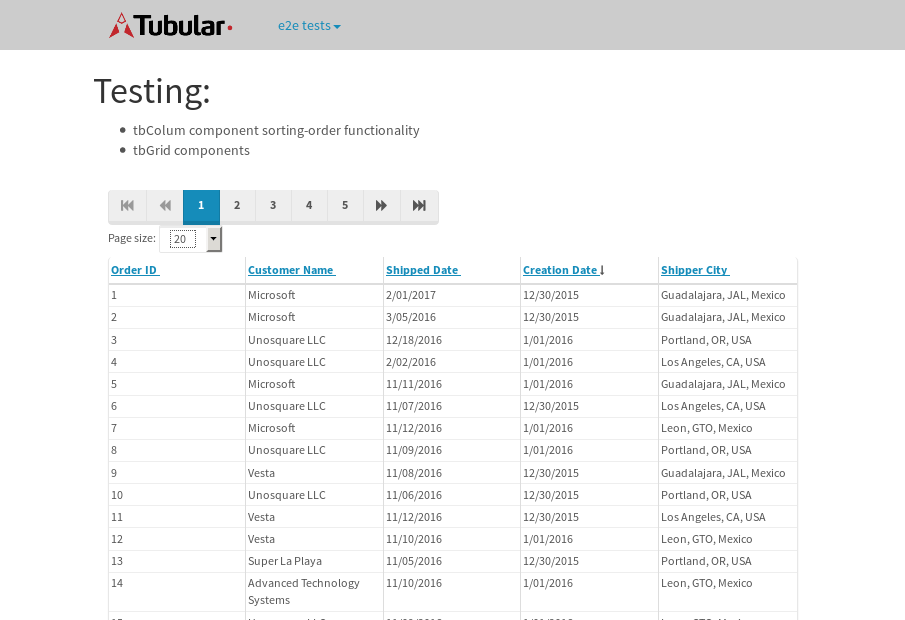 Tubular
e2e tests
Testing:
tbColum component sorting-order functionality
tbGrid components
1 2 3 4 5
Page size: 20
Order ID Customer Name Shipped Date Creation Date Shipper City
1 Microsoft 2/01/2017 12/30/2015 Guadalajara, JAL, Mexico
2 Microsoft 3/05/2016 12/30/2015 Guadalajara, JAL, Mexico
3 Unosquare LLC 12/18/2016 1/01/2016 Portland, OR, USA
4 Unosquare LLC 2/02/2016 1/01/2016 Los Angeles, CA, USA
5 Microsoft 11/11/2016 1/01/2016 Guadalajara, JAL, Mexico
6 Unosquare LLC 11/07/2016 12/30/2015 Los Angeles, CA, USA
7 Microsoft 11/12/2016 1/01/2016 Leon, GTO, Mexico
8 Unosquare LLC 11/09/2016 1/01/2016 Portland, OR, USA
9 Vesta 11/08/2016 12/30/2015 Guadalajara, JAL, Mexico
10 Unosquare LLC 11/06/2016 12/30/2015 Portland, OR, USA
11 Vesta 11/12/2016 12/30/2015 Los Angeles, CA, USA
12 Vesta 11/10/2016 1/01/2016 Leon, GTO, Mexico
13 Super La Playa 11/05/2016 12/30/2015 Portland, OR, USA
14 Advanced Technology 11/10/2016 1/01/2016 Leon, GTO, Mexico
Systems